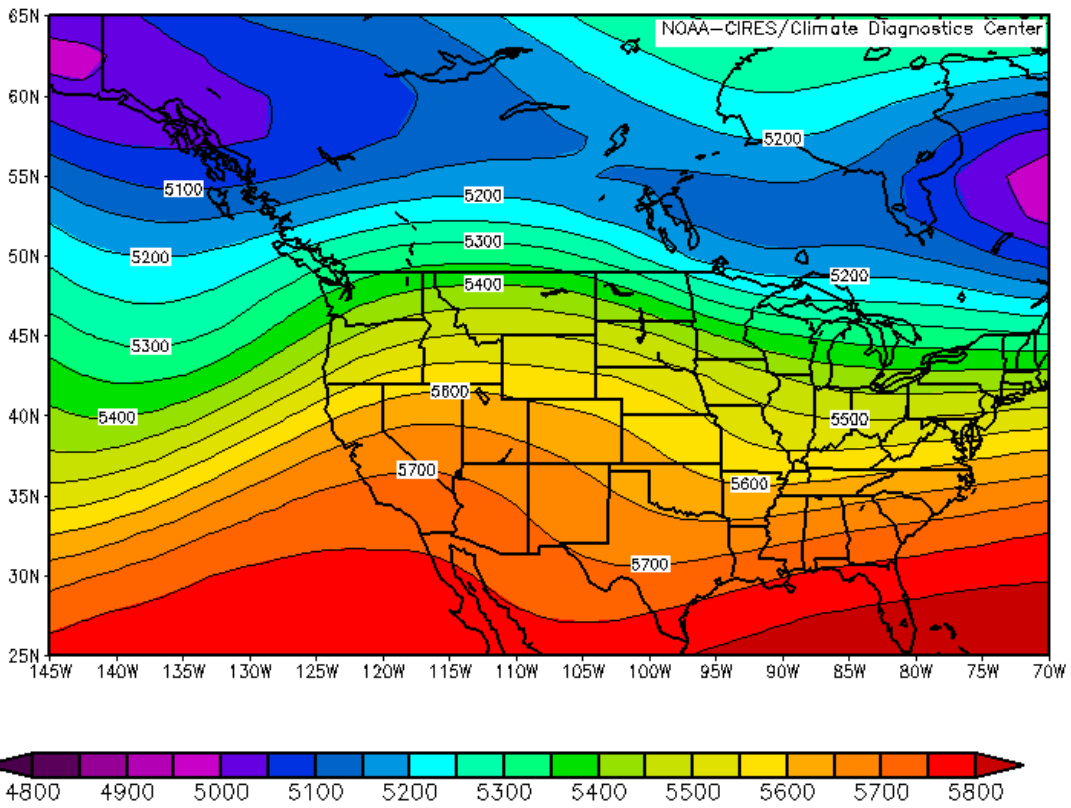 65N
NOAA-CIRES/Climate Diagnostics Center
60N
5200
55N
5100
5200
50N
5200
5300
5200
5400
45N
5300
5600
40N
5400
5500
5700
35N
5600
30N
5700
25N
145W 140W 135W 130W 125W 120W 115W 110W 105W 100W 95W 90W 85W 80W 75W 70W
4800 4900 5000 5100 5200 5300 5400 5500 5600 5700 5800